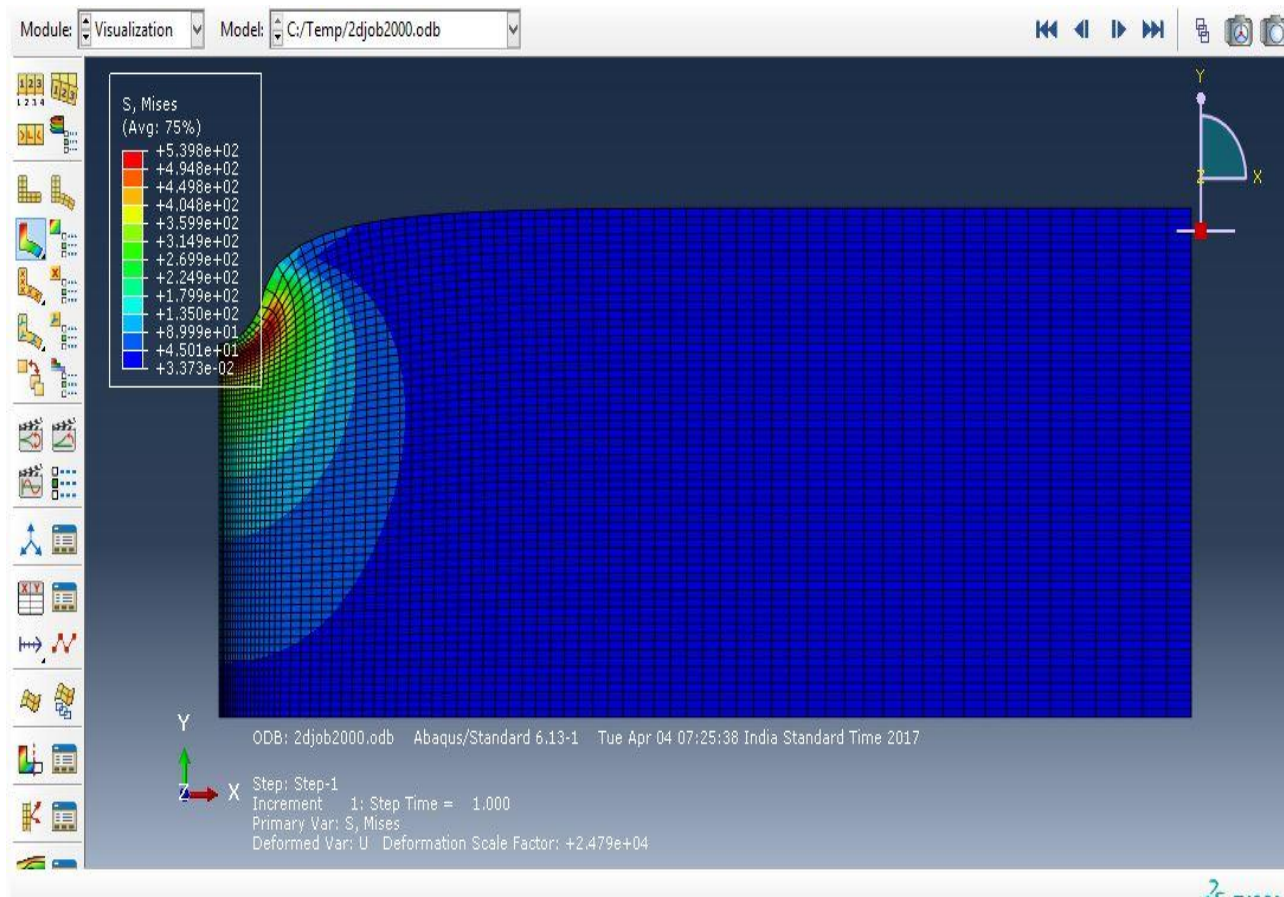 Module: Visualization Model: C:/Temp/2djob2000.odb
S, Mises
(Avg: 75%)
+5.398e+02
+4.948e+02
+4.498e+02
+4.048e+02
+3.599e+02
+3.149e+02
+2.699e+02
+2.249e+02
+1.799e+02
+1.350e+02
+8.999e+01
+4.501e+01
+3.373e-02
Y
Z X
Y
Z X
ODB: 2djob2000.odb Abaqus/Standard 6.13-1 Tue Apr 04 07:25:38 India Standard Time 2017
Step: Step-1
Increment 1: Step Time = 1.000
Primary Var: S, Mises
Deformed Var: U Deformation Scale Factor: +2.479e+04